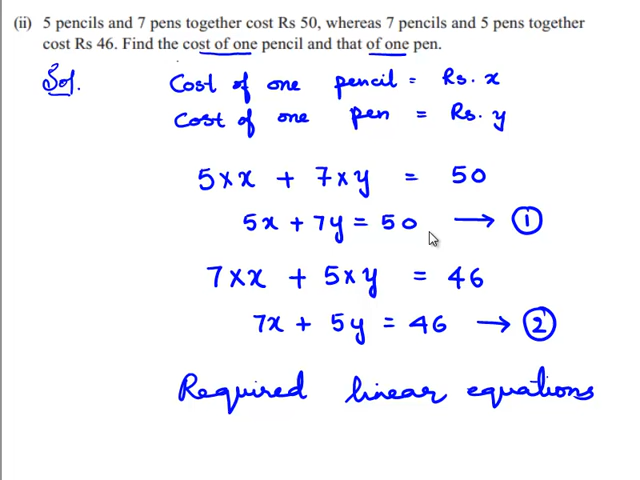 (ii) 5 pencils and 7 pens together cost Rs 50, whereas 7 pencils and 5 pens together
cost Rs 46. Find the cost of one pencil and that of one pen.
Sol. Cost of one pencil = Rs. x
Cost of one pen = Rs. y
5 × x + 7 × y = 50
5x + 7y = 50 → ①
7 × x + 5 × y = 46
7x + 5y = 46 → ②
Required linear equations